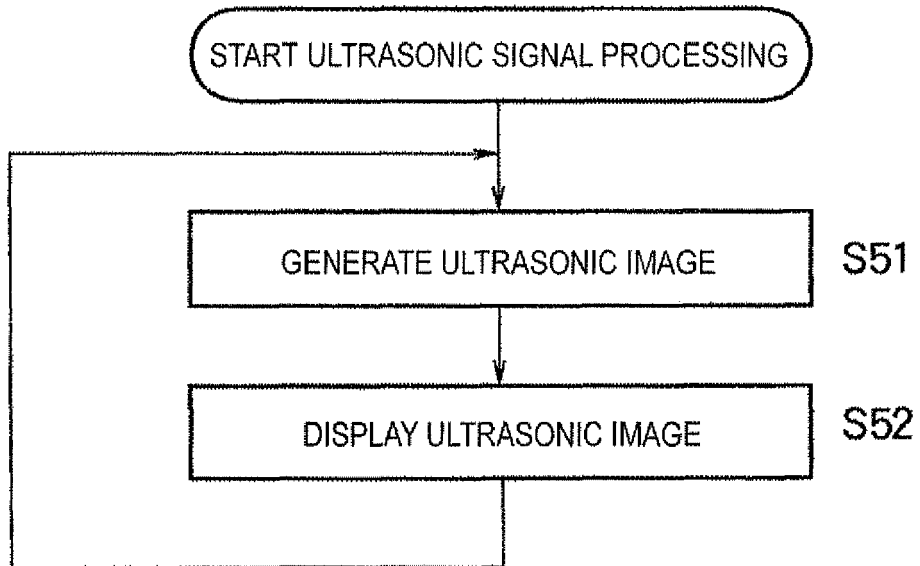 START ULTRASONIC SIGNAL PROCESSING
GENERATE ULTRASONIC IMAGE
S51
DISPLAY ULTRASONIC IMAGE
S52